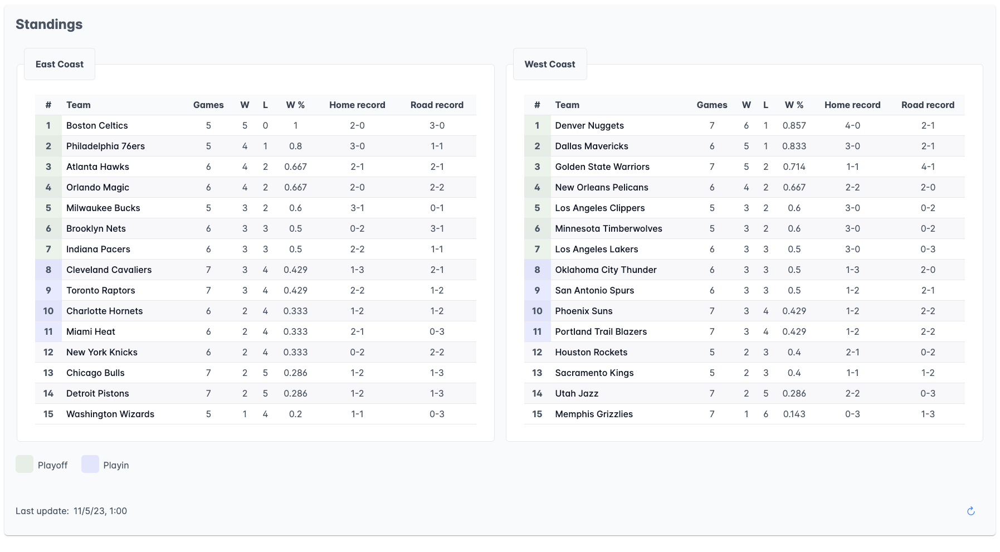 Standings
East Coast
# Team Games W L W % Home record Road record
1 Boston Celtics 5 5 0 1 2-0 3-0
2 Philadelphia 76ers 5 4 1 0.8 3-0 1-1
3 Atlanta Hawks 6 4 2 0.667 2-1 2-1
4 Orlando Magic 6 4 2 0.667 2-0 2-2
5 Milwaukee Bucks 5 3 2 0.6 3-1 0-1
6 Brooklyn Nets 6 3 3 0.5 0-2 3-1
7 Indiana Pacers 6 3 3 0.5 2-2 1-1
8 Cleveland Cavaliers 7 3 4 0.429 1-3 2-1
9 Toronto Raptors 7 3 4 0.429 2-2 1-2
10 Charlotte Hornets 6 2 4 0.333 1-2 1-2
11 Miami Heat 6 2 4 0.333 2-1 0-3
12 New York Knicks 6 2 4 0.333 0-2 2-2
13 Chicago Bulls 7 2 5 0.286 1-2 1-3
14 Detroit Pistons 7 2 5 0.286 1-2 1-3
15 Washington Wizards 5 1 4 0.2 1-1 0-3
West Coast
# Team Games W L W % Home record Road record
1 Denver Nuggets 7 6 1 0.857 4-0 2-1
2 Dallas Mavericks 6 5 1 0.833 3-0 2-1
3 Golden State Warriors 7 5 2 0.714 1-1 4-1
4 New Orleans Pelicans 6 4 2 0.667 2-2 2-0
5 Los Angeles Clippers 5 3 2 0.6 3-0 0-2
6 Minnesota Timberwolves 5 3 2 0.6 3-0 0-2
7 Los Angeles Lakers 6 3 3 0.5 3-0 0-3
8 Oklahoma City Thunder 6 3 3 0.5 1-3 2-0
9 San Antonio Spurs 6 3 3 0.5 1-2 2-1
10 Phoenix Suns 7 3 4 0.429 1-2 2-2
11 Portland Trail Blazers 7 3 4 0.429 1-2 2-2
12 Houston Rockets 5 2 3 0.4 2-1 0-2
13 Sacramento Kings 5 2 3 0.4 1-1 1-2
14 Utah Jazz 7 2 5 0.286 2-2 0-3
15 Memphis Grizzlies 7 1 6 0.143 0-3 1-3
Playoff Playin
Last update: 11/5/23, 1:00